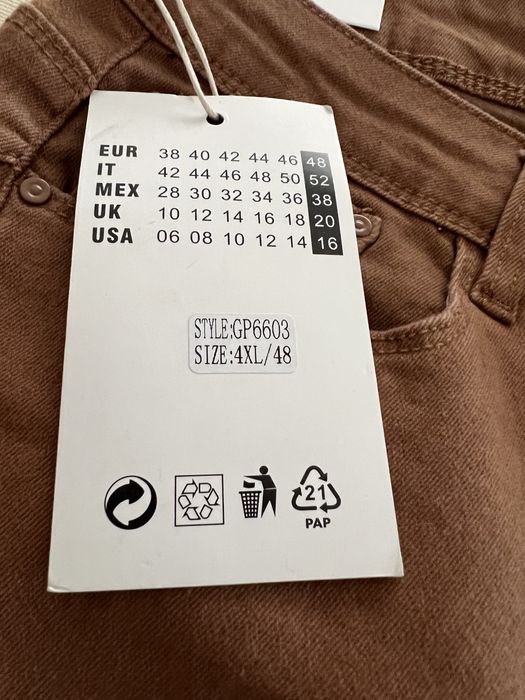 EUR 38 40 42 44 46 48
IT 42 44 46 48 50 52
MEX 28 30 32 34 36 38
UK 10 12 14 16 18 20
USA 06 08 10 12 14 16
STYLE:GP6603
SIZE:4XL/48
21
PAP